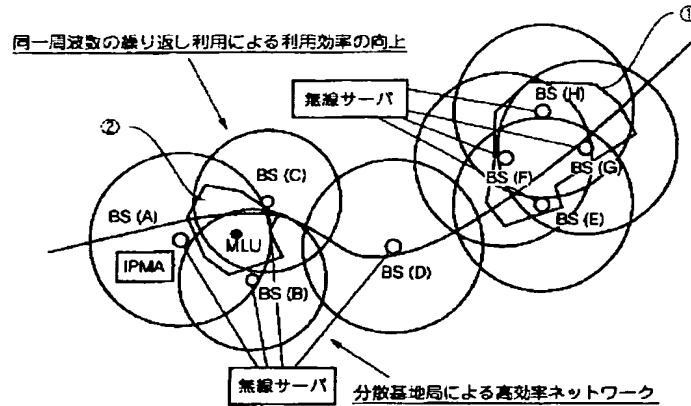 ①
同一周波数の繰り返し利用による利用効率の向上
BS (H)
無線サーバ
②
BS (C)
BS (F)
BS (G)
BS (A)
BS (E)
MLU
BS (D)
IPMA
BS (B)
無線サーバ
分散基地局による高効率ネットワーク